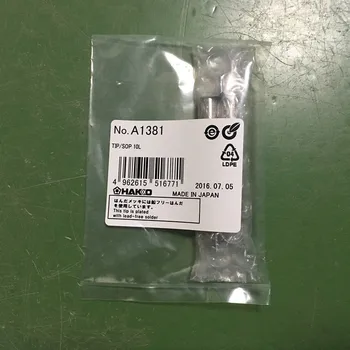 No. A1381
TIP/SOP 10L
04
LDPE
4 962615 516771
2016. 07. 05
HAKKO
MADE IN JAPAN
はんだメッキには鉛フリーはんだ
を使用しています。
This tip is plated
with lead-free solder